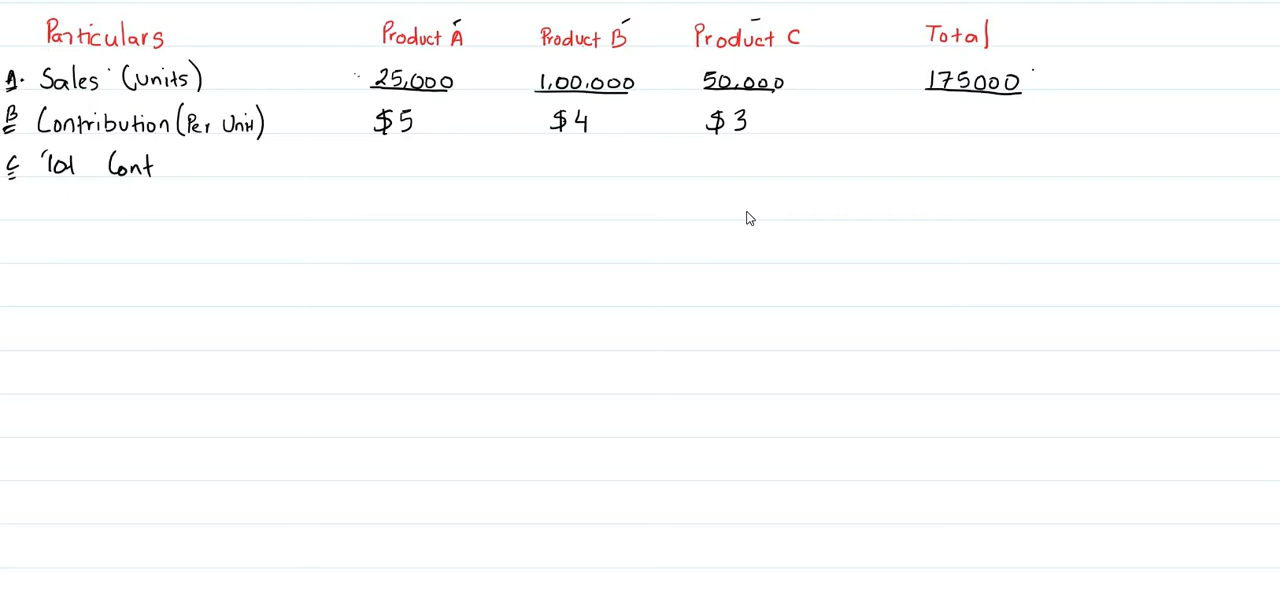 Particulars Product A Product B Product C Total
A. Sales (units) 25,000 1,00,000 50,000 175000
B Contribution (Per Unit) $5 $4 $3
C Tot Cont